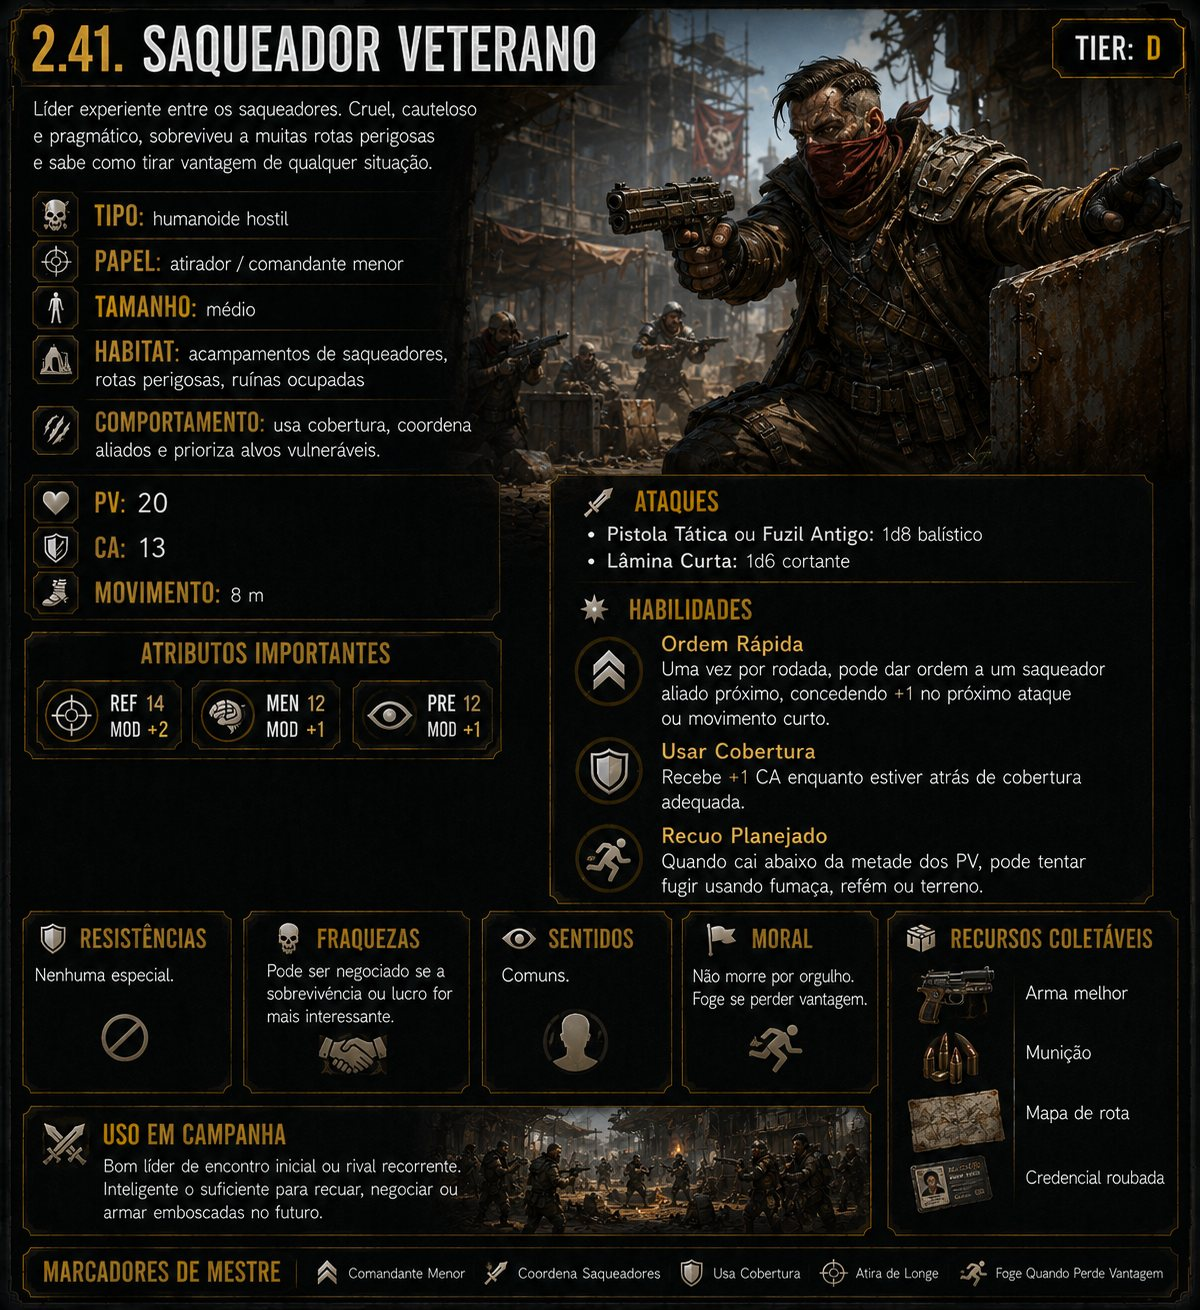 2.41. SAQUEADOR VETERANO
TIER: D
Líder experiente entre os saqueadores. Cruel, cauteloso
e pragmático, sobreviveu a muitas rotas perigosas
e sabe como tirar vantagem de qualquer situação.
TIPO: humanoide hostil
PAPEL: atirador / comandante menor
TAMANHO: médio
HABITAT: acampamentos de saqueadores,
rotas perigosas, ruínas ocupadas
COMPORTAMENTO: usa cobertura, coordena
aliados e prioriza alvos vulneráveis.
PV: 20
CA: 13
MOVIMENTO: 8 m
ATRIBUTOS IMPORTANTES
REF 14
MOD +2
MEN 12
MOD +1
PRE 12
MOD +1
ATAQUES
• Pistola Tática ou Fuzil Antigo: 1d8 balístico
• Lâmina Curta: 1d6 cortante
HABILIDADES
Ordem Rápida
Uma vez por rodada, pode dar ordem a um saqueador
aliado próximo, concedendo +1 no próximo ataque
ou movimento curto.
Usar Cobertura
Recebe +1 CA enquanto estiver atrás de cobertura
adequada.
Recuo Planejado
Quando cai abaixo da metade dos PV, pode tentar
fugir usando fumaça, refém ou terreno.
RESISTÊNCIAS
Nenhuma especial.
FRAQUEZAS
Pode ser negociado se a
sobrevivéncia ou lucro for
mais interessante.
SENTIDOS
Comuns.
MORAL
Não morre por orgulho.
Foge se perder vantagem.
RECURSOS COLETÁVEIS
Arma melhor
Munição
Mapa de rota
Credencial roubada
USO EM CAMPANHA
Bom líder de encontro inicial ou rival recorrente.
Inteligente o suficiente para recuar, negociar ou
armar emboscadas no futuro.
MARCADORES DE MESTRE
Comandante Menor
Coordena Saqueadores
Usa Cobertura
Atira de Longe
Foge Quando Perde Vantagem